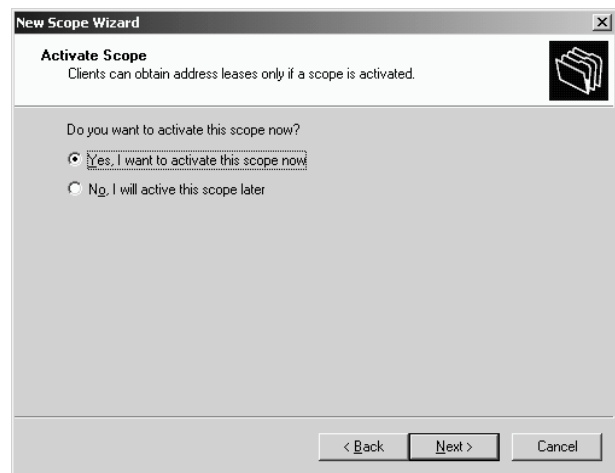 New Scope Wizard
Activate Scope
Clients can obtain address leases only if a scope is activated.
Do you want to activate this scope now?
Yes, I want to activate this scope now
No, I will active this scope later
< Back
Next >
Cancel